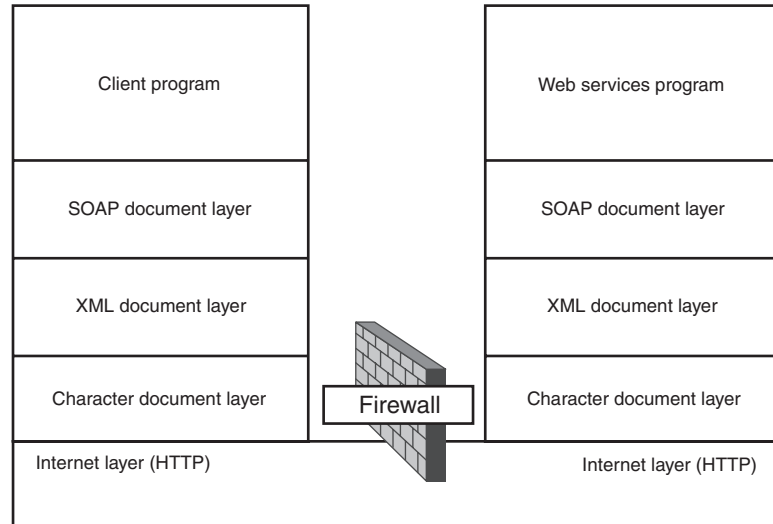 Client program
Web services program
SOAP document layer
SOAP document layer
XML document layer
XML document layer
Character document layer
Firewall
Character document layer
Internet layer (HTTP)
Internet layer (HTTP)